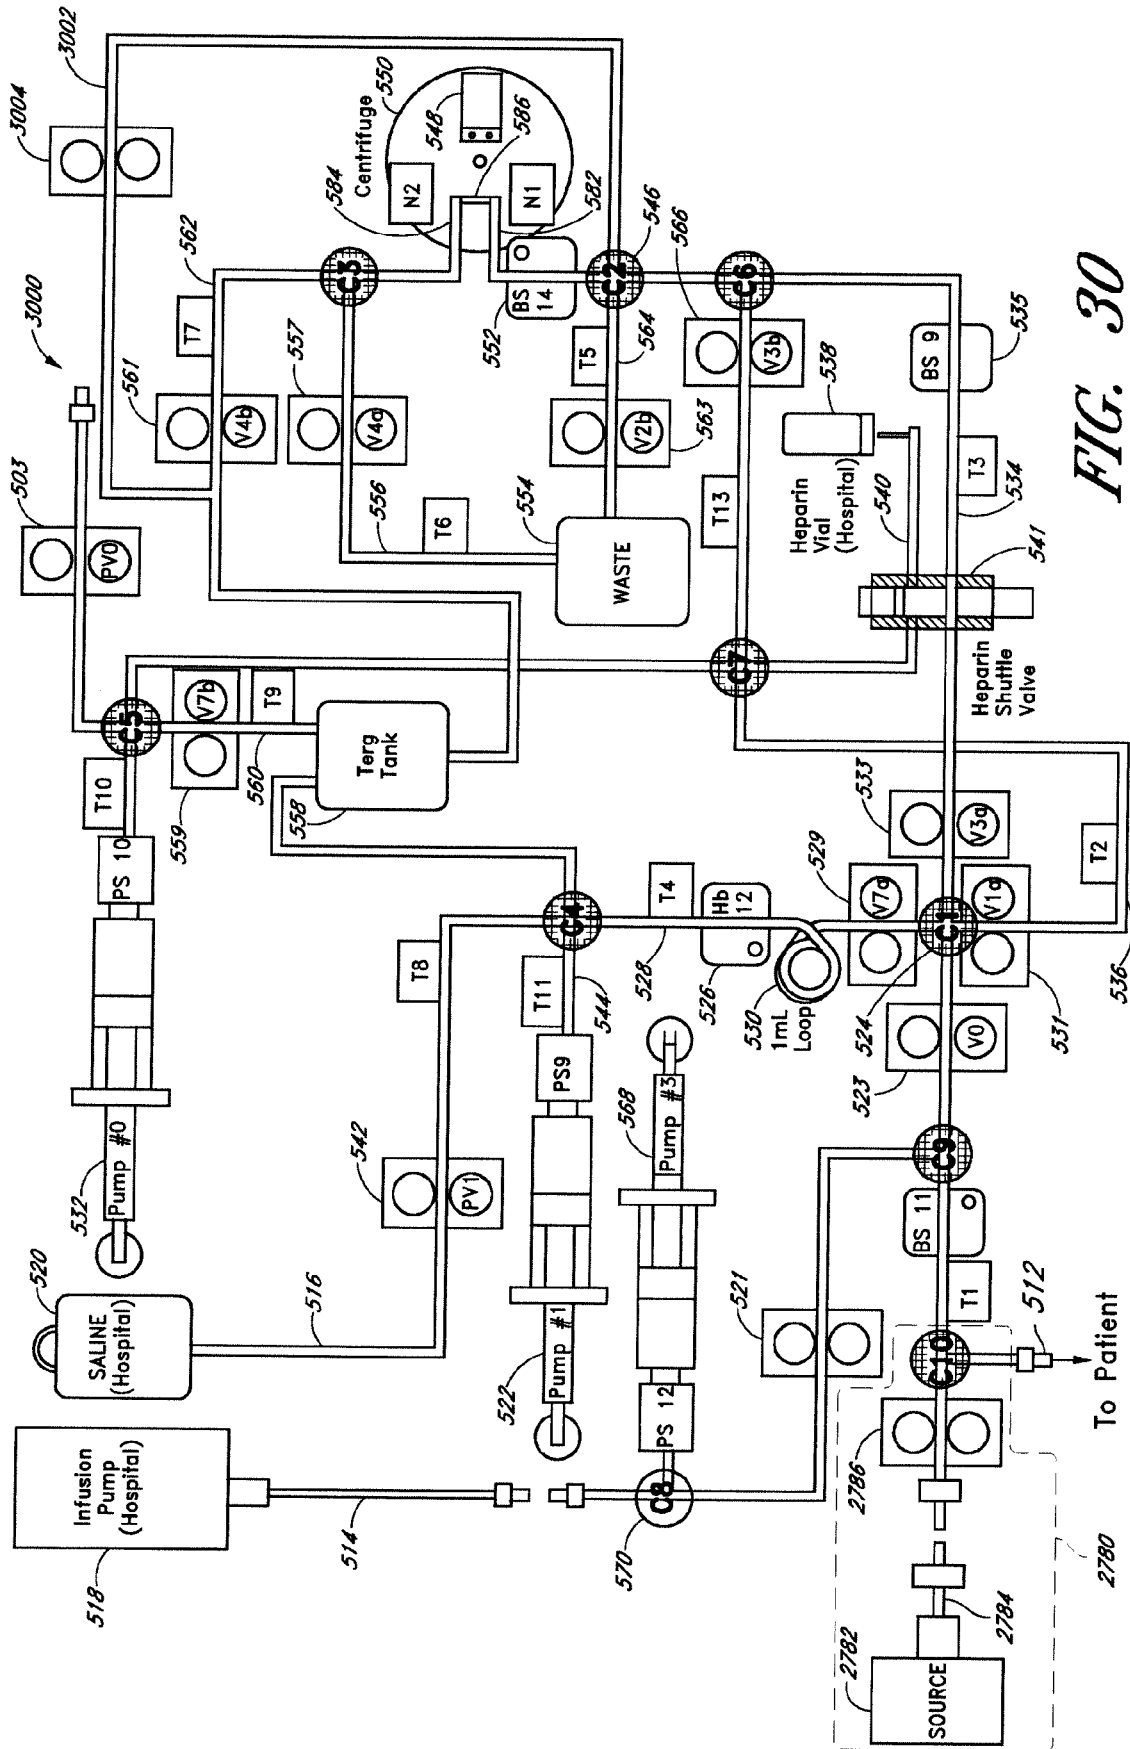 3000
3002
3004
503
PV0
561
V4b
T7
562
557
V4a
C3
584
Centrifuge
550
N2
548
586
N1
582
BS
14
552
C2
546
T5
564
V2b
563
556
T6
554
WASTE
566
V3b
C6
T13
538
Heparin
Vial
(Hospital)
540
BS 9
535
T3
534
541
Heparin
Shuttle
Valve
C7
C5
T10
PS 10
Pump #0
532
V7b
559
T9
560
Terg
Tank
558
C4
T8
T11
544
PS9
Pump #1
522
T4
528
Hb
12
526
530
1mL
Loop
529
V7a
533
V3a
C1
524
V1a
531
T2
536
V0
523
Pump #3
568
PS 12
C8
570
542
PV1
516
520
SALINE
(Hospital)
Infusion
Pump
(Hospital)
518
514
521
C9
BS 11
T1
C10
512
To Patient
2786
2784
2782
SOURCE
2780
FIG. 30